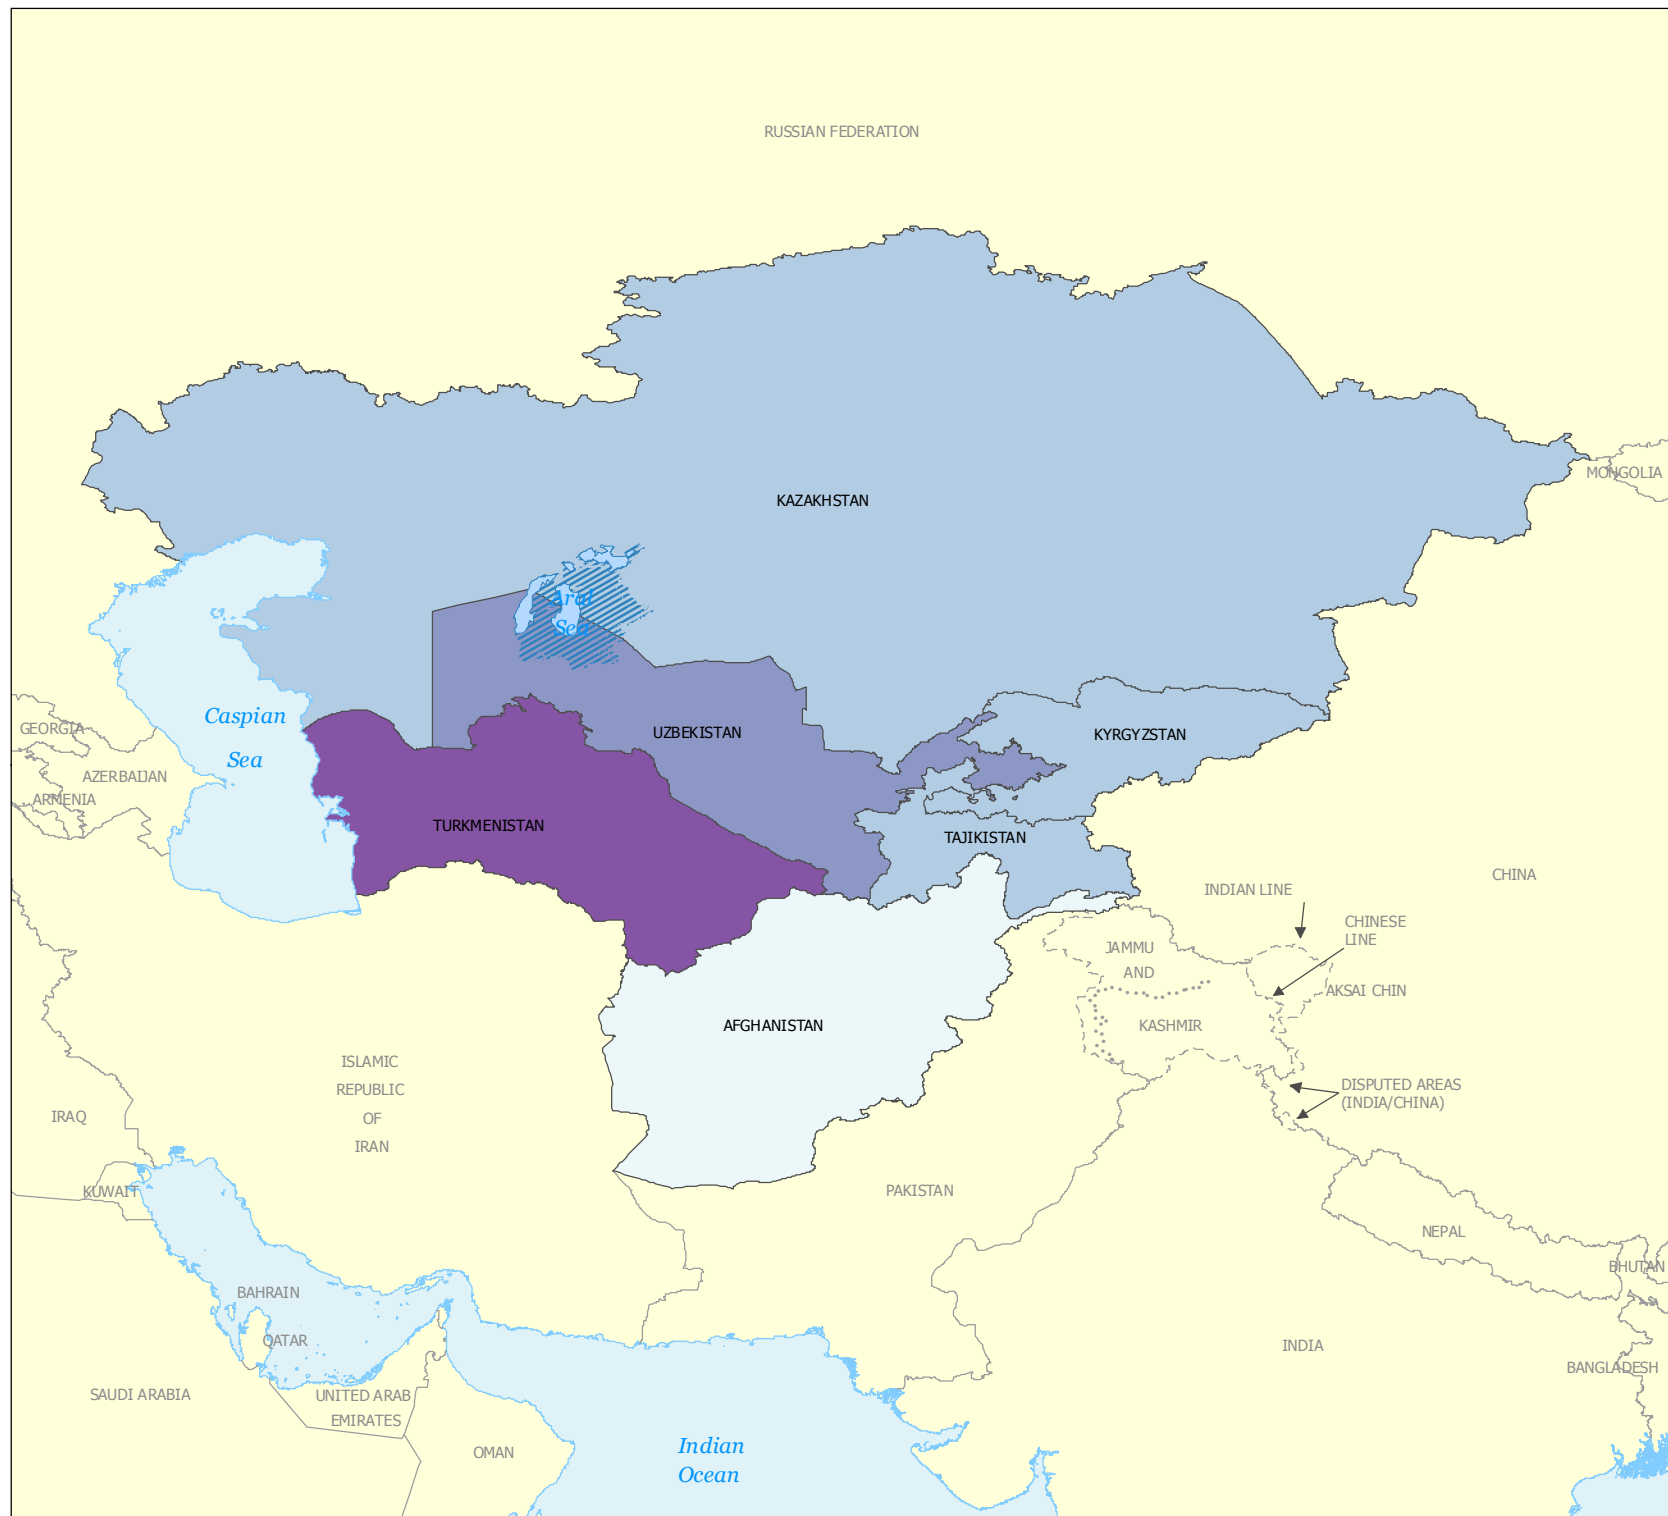 RUSSIAN FEDERATION
MONGOLIA
KAZAKHSTAN
Aral
Sea
Caspian
Sea
GEORGIA
UZBEKISTAN
KYRGYZSTAN
AZERBAIJAN
ARMENIA
TURKMENISTAN
TAJIKISTAN
CHINA
INDIAN LINE
CHINESE
LINE
JAMMU
AND
KASHMIR
AKSAI CHIN
AFGHANISTAN
ISLAMIC
REPUBLIC
OF
IRAN
DISPUTED AREAS
(INDIA/CHINA)
IRAQ
KUWAIT
PAKISTAN
NEPAL
BHUTAN
BAHRAIN
QATAR
INDIA
BANGLADESH
SAUDI ARABIA
UNITED ARAB
EMIRATES
OMAN
Indian
Ocean